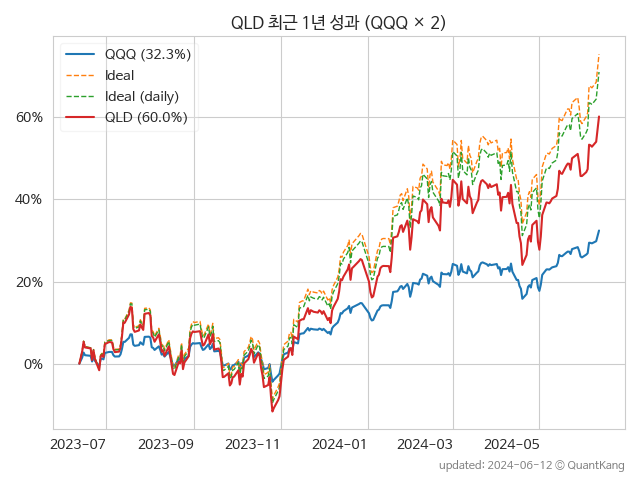 QLD 최근 1년 성과 (QQQ × 2)
QQQ (32.3%)
Ideal
Ideal (daily)
QLD (60.0%)
60%
40%
20%
0%
2023-07 2023-09 2023-11 2024-01 2024-03 2024-05
updated: 2024-06-12 © QuantKang